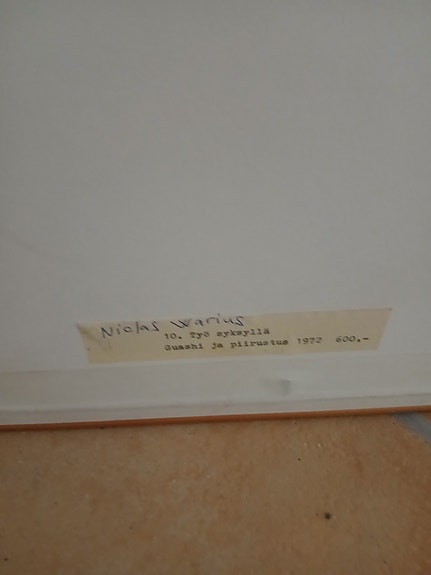 Niclas Warius
10. Työ syksyllä
Guashi ja piirustus 1972 600,-